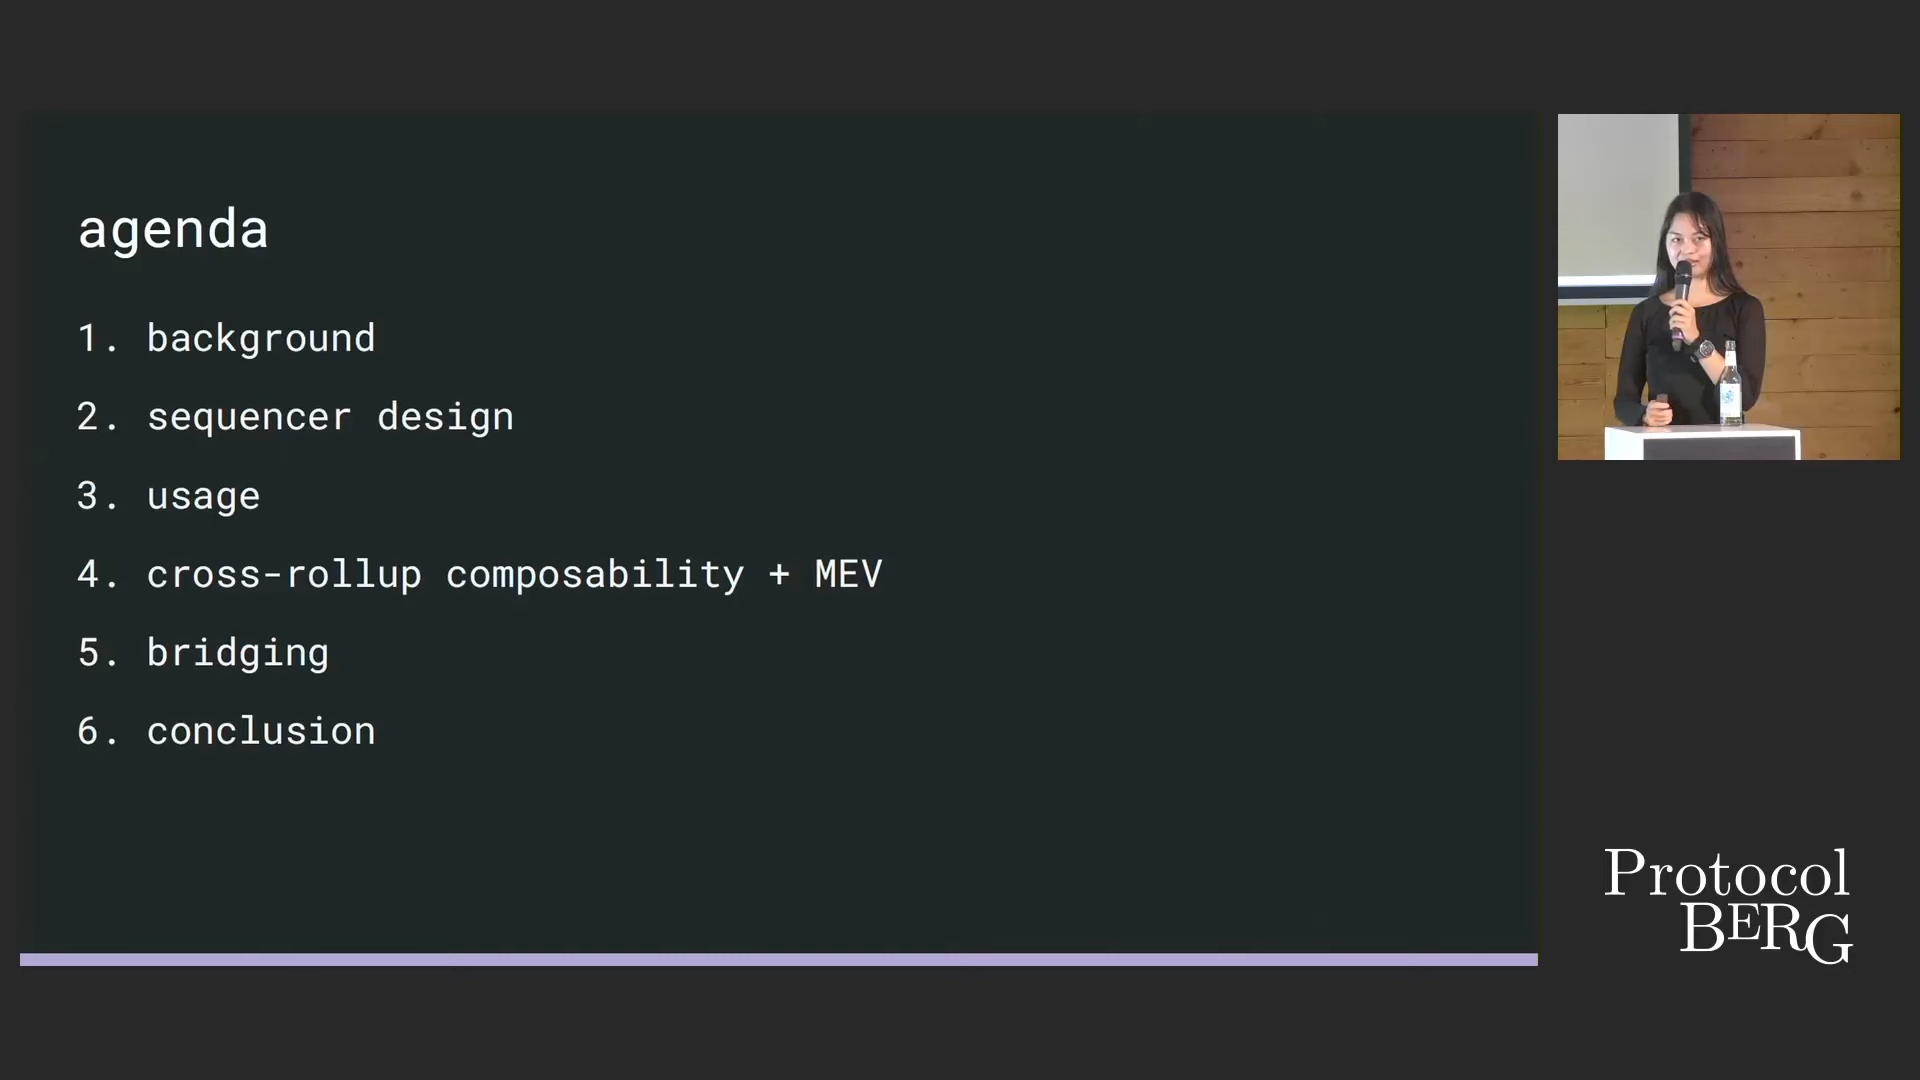 agenda
1. background
2. sequencer design
3. usage
4. cross-rollup composability + MEV
5. bridging
6. conclusion
Protocol
BERG